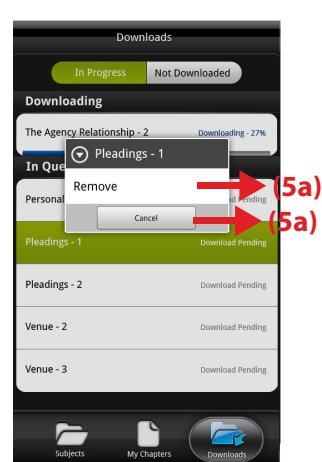 Downloads
In Progress Not Downloaded
Downloading
The Agency Relationship - 2 Downloading - 27%
Pleadings - 1
In Que
Remove (5a)
Personal Pending
Cancel (5a)
Pleadings - 1 Download Pending
Pleadings - 2 Download Pending
Venue - 2 Download Pending
Venue - 3 Download Pending
Subjects My Chapters Downloads